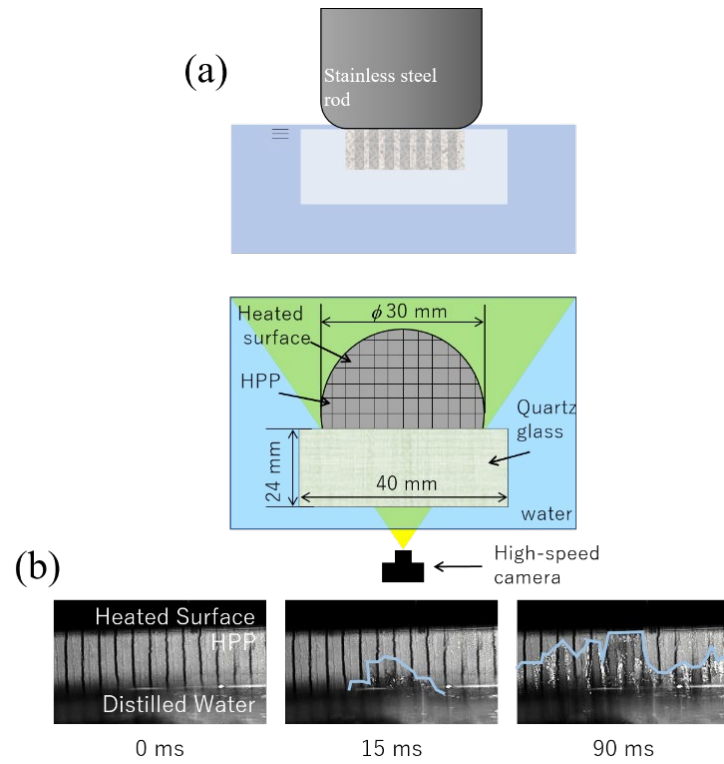 (a)
Stainless steel
rod
Heated
surface
ϕ30 mm
HPP
Quartz
glass
24 mm
40 mm
water
High-speed
camera
(b)
Heated Surface
HPP
Distilled Water
0 ms
15 ms
90 ms